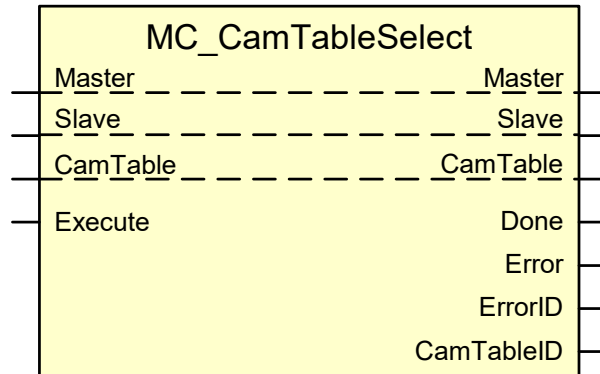 MC_CamTableSelect
Master Master
Slave Slave
CamTable CamTable
Execute Done
Error
ErrorID
CamTableID